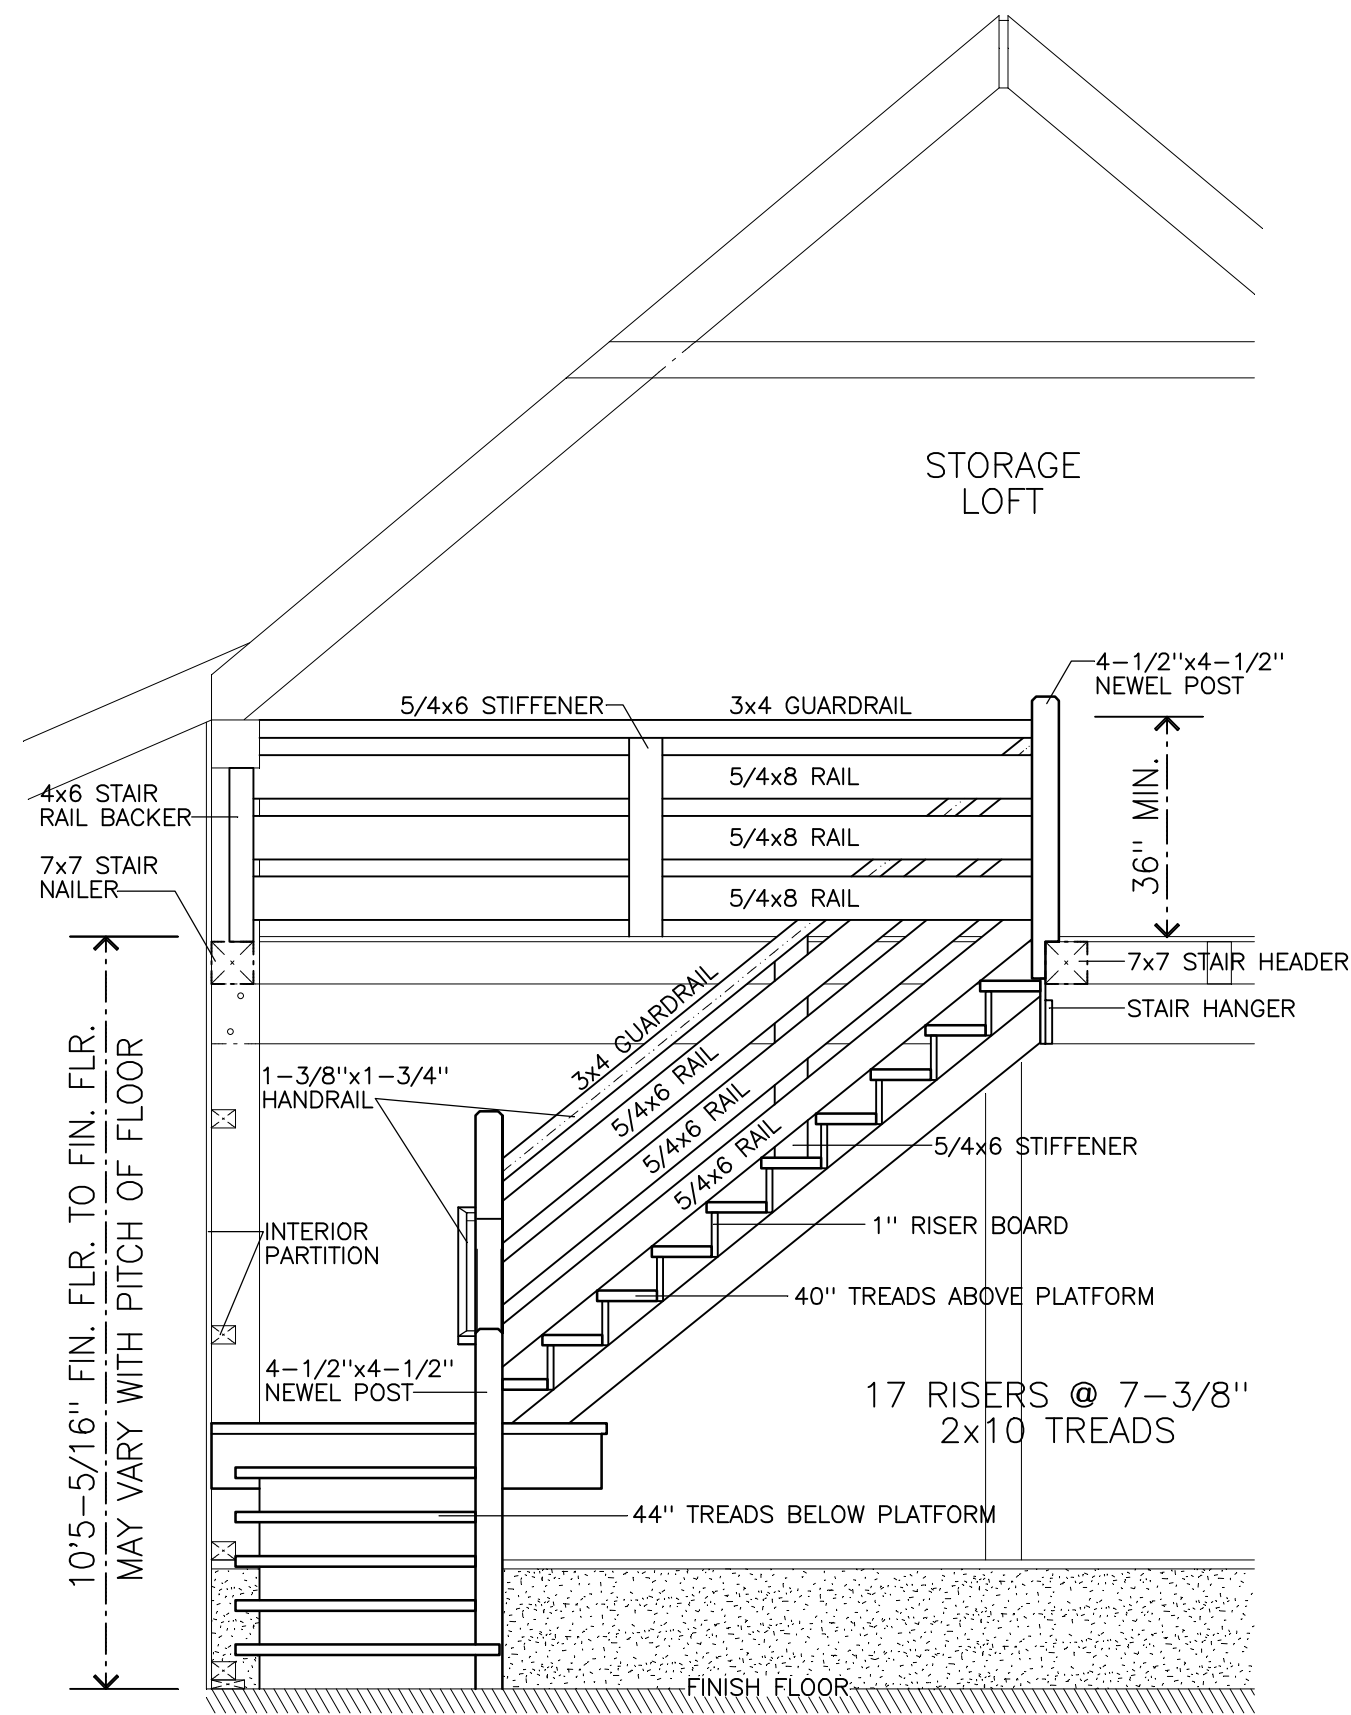 STORAGE
LOFT
4-1/2"x4-1/2"
NEWEL POST
5/4x6 STIFFENER
3x4 GUARDRAIL
5/4x8 RAIL
4x6 STAIR
RAIL BACKER
36" MIN.
5/4x8 RAIL
7x7 STAIR
NAILER
5/4x8 RAIL
7x7 STAIR HEADER
STAIR HANGER
3x4 GUARDRAIL
1-3/8"x1-3/4"
HANDRAIL
5/4x6 RAIL
5/4x6 RAIL
5/4x6 RAIL
5/4x6 STIFFENER
1" RISER BOARD
INTERIOR
PARTITION
40" TREADS ABOVE PLATFORM
10'5-5/16" FIN. FLR. TO FIN. FLR.
MAY VARY WITH PITCH OF FLOOR
4-1/2"x4-1/2"
NEWEL POST
17 RISERS @ 7-3/8"
2x10 TREADS
44" TREADS BELOW PLATFORM
FINISH FLOOR